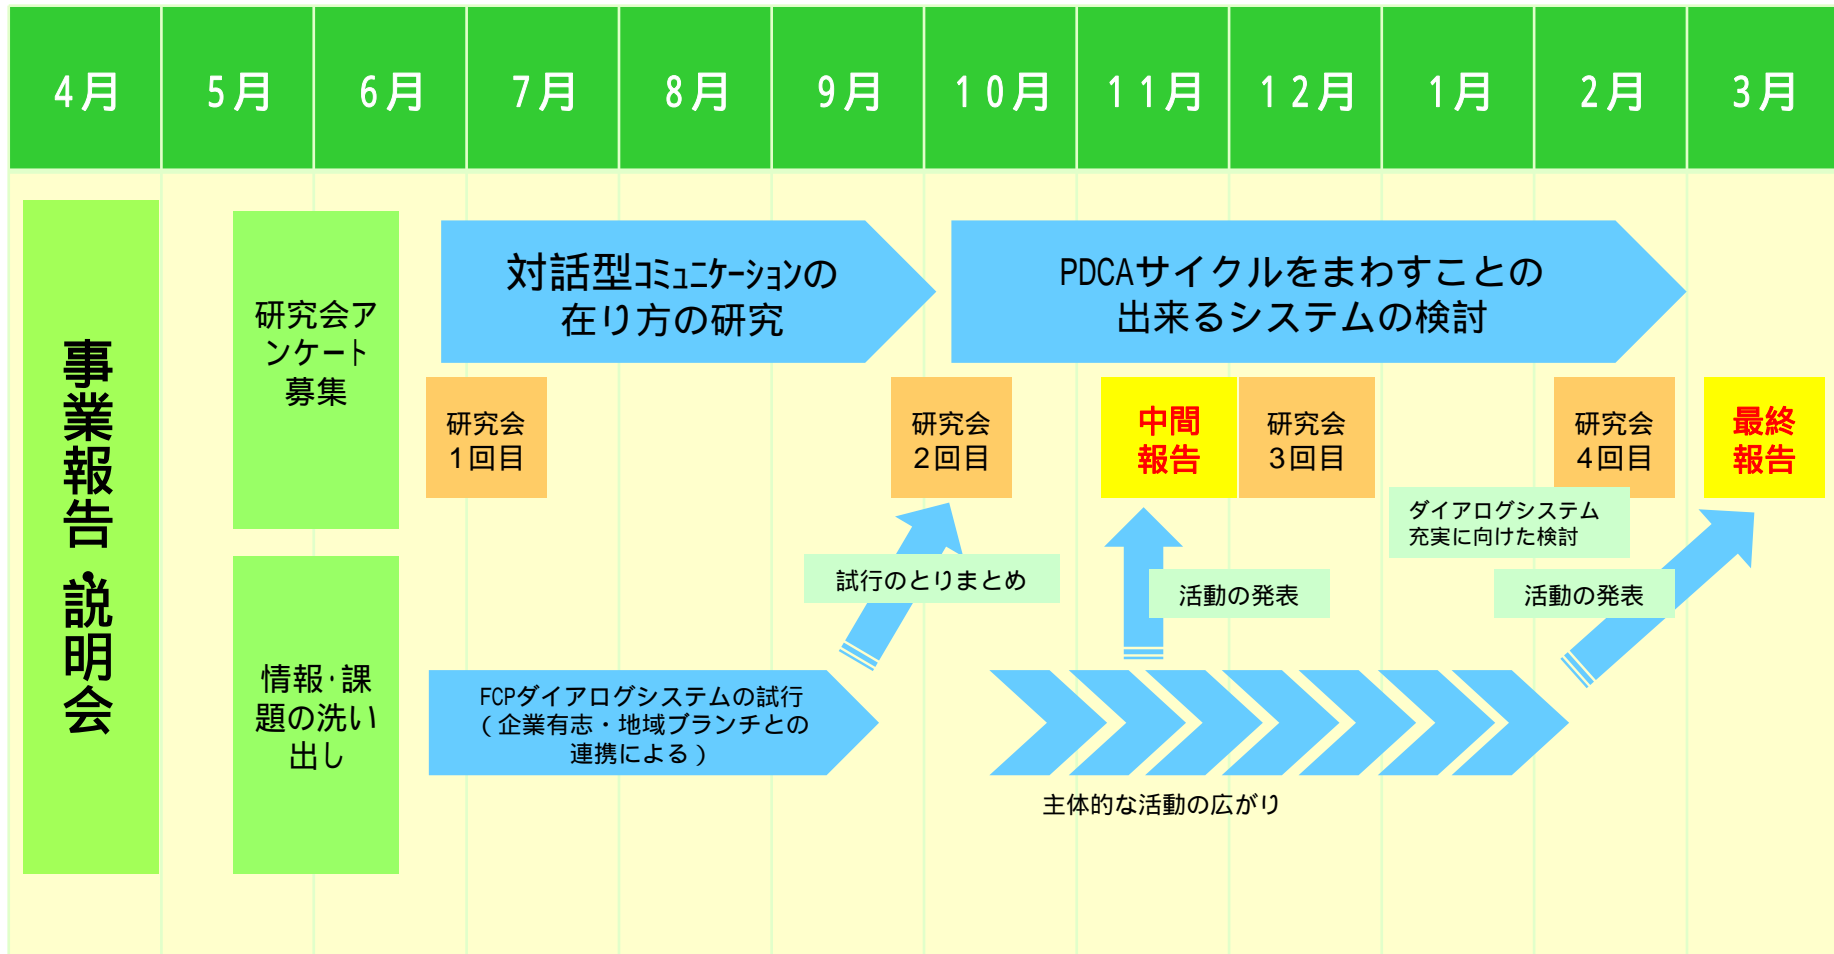 4月
5月
6月
7月
8月
9月
10月
11月
12月
1月
2月
3月
事業報告・説明会
研究会ア
ンケート
募集
情報・課
題の洗い
出し
対話型コミュニケーションの
在り方の研究
PDCAサイクルをまわすことの
出来るシステムの検討
研究会
1回目
研究会
2回目
中間
報告
研究会
3回目
研究会
4回目
最終
報告
ダイアログシステム
充実に向けた検討
試行のとりまとめ
活動の発表
活動の発表
FCPダイアログシステムの試行
（企業有志・地域ブランチとの
連携による）
主体的な活動の広がり